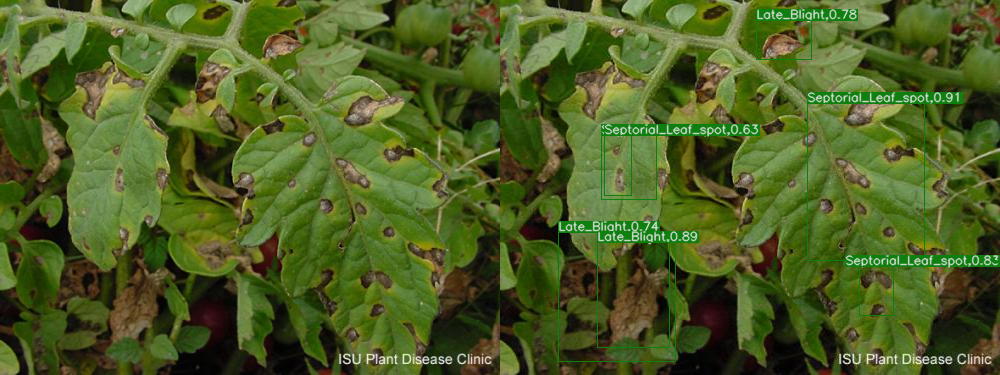 Late_Blight,0.78
Septorial_Leaf_spot,0.91
Septorial_Leaf_spot,0.63
Late_Blight,0.74
Late_Blight,0.89
Septorial_Leaf_spot,0.83
ISU Plant Disease Clinic
ISU Plant Disease Clinic